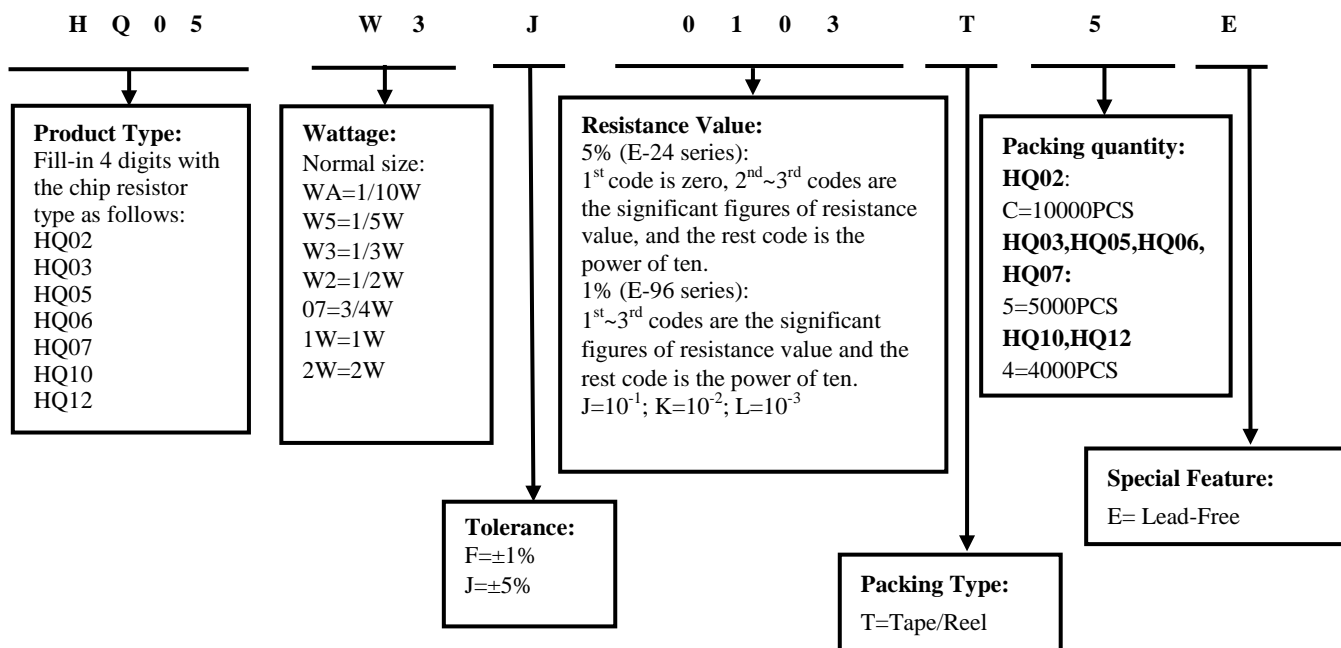 H Q 0 5 W 3 J 0 1 0 3 T 5 E
Product Type:
Fill-in 4 digits with
the chip resistor
type as follows:
HQ02
HQ03
HQ05
HQ06
HQ07
HQ10
HQ12
Wattage:
Normal size:
WA=1/10W
W5=1/5W
W3=1/3W
W2=1/2W
07=3/4W
1W=1W
2W=2W
Resistance Value:
5% (E-24 series):
1st code is zero, 2nd~3rd codes are
the significant figures of resistance
value, and the rest code is the
power of ten.
1% (E-96 series):
1st~3rd codes are the significant
figures of resistance value and the
rest code is the power of ten.
J=10-1; K=10-2; L=10-3
Packing quantity:
HQ02:
C=10000PCS
HQ03,HQ05,HQ06,
HQ07:
5=5000PCS
HQ10,HQ12
4=4000PCS
Tolerance:
F=±1%
J=±5%
Packing Type:
T=Tape/Reel
Special Feature:
E= Lead-Free